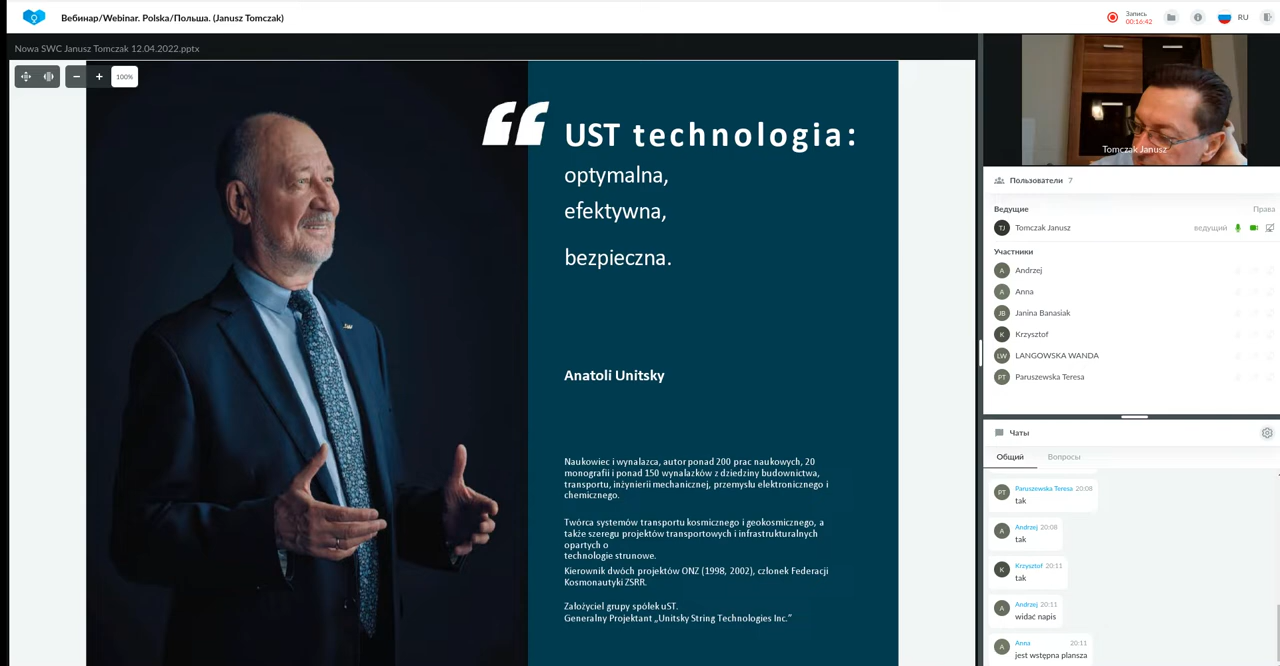 Вебинар/Webinar. Polska/Польша. (Janusz Tomczak)
Запись
00:16:42
RU
Nowa SWC Janusz Tomczak 12.04.2022.pptx
100%
UST technologia:
optymalna,
efektywna,
bezpieczna.
Anatoli Unitsky
Naukowiec i wynalazca, autor ponad 200 prac naukowych, 20
monografii i ponad 150 wynalazków z dziedziny budownictwa,
transportu, inżynierii mechanicznej, przemysłu elektronicznego i
chemicznego.
Twórca systemów transportu kosmicznego i geokosmicznego, a
także szeregu projektów transportowych i infrastrukturalnych
opartych o
technologie strunowe.
Kierownik dwóch projektów ONZ (1998, 2002), członek Federacji
Kosmonautyki ZSRR.
Założyciel grupy spółek uST.
Generalny Projektant „Unitsky String Technologies Inc.”
Tomczak Janusz
Пользователи 7
Ведущие Права
TJ Tomczak Janusz ведущий
Участники
A Andrzej
A Anna
JB Janina Banasiak
K Krzysztof
LW LANGOWSKA WANDA
PT Paruszewska Teresa
Чаты
Общий Вопросы
PT Paruszewska Teresa 20:08
tak
A Andrzej 20:08
tak
K Krzysztof 20:11
tak
A Andrzej 20:11
widać napis
A Anna 20:11
jest wstępna plansza